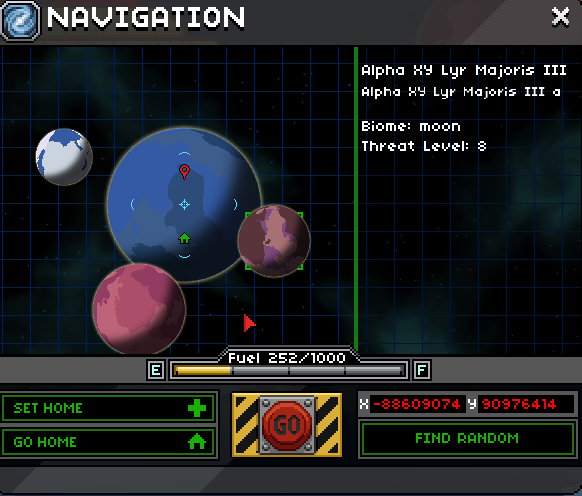 NAVIGATION
Alpha XY Lyr Majoris III
Alpha XY Lyr Majoris III a
Biome: moon
Threat Level: 8
Fuel 252/1000
E F
SET HOME
GO HOME
GO
X -88609074 Y 90976414
FIND RANDOM